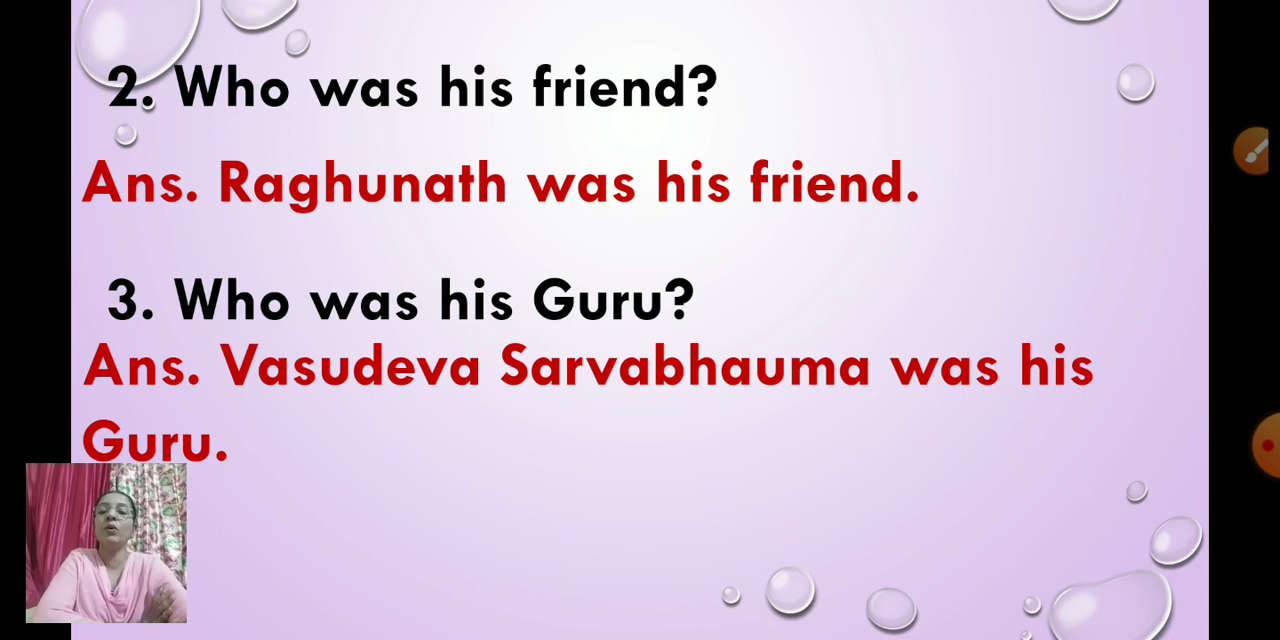 2. Who was his friend?
Ans. Raghunath was his friend.
3. Who was his Guru?
Ans. Vasudeva Sarvabhauma was his
Guru.